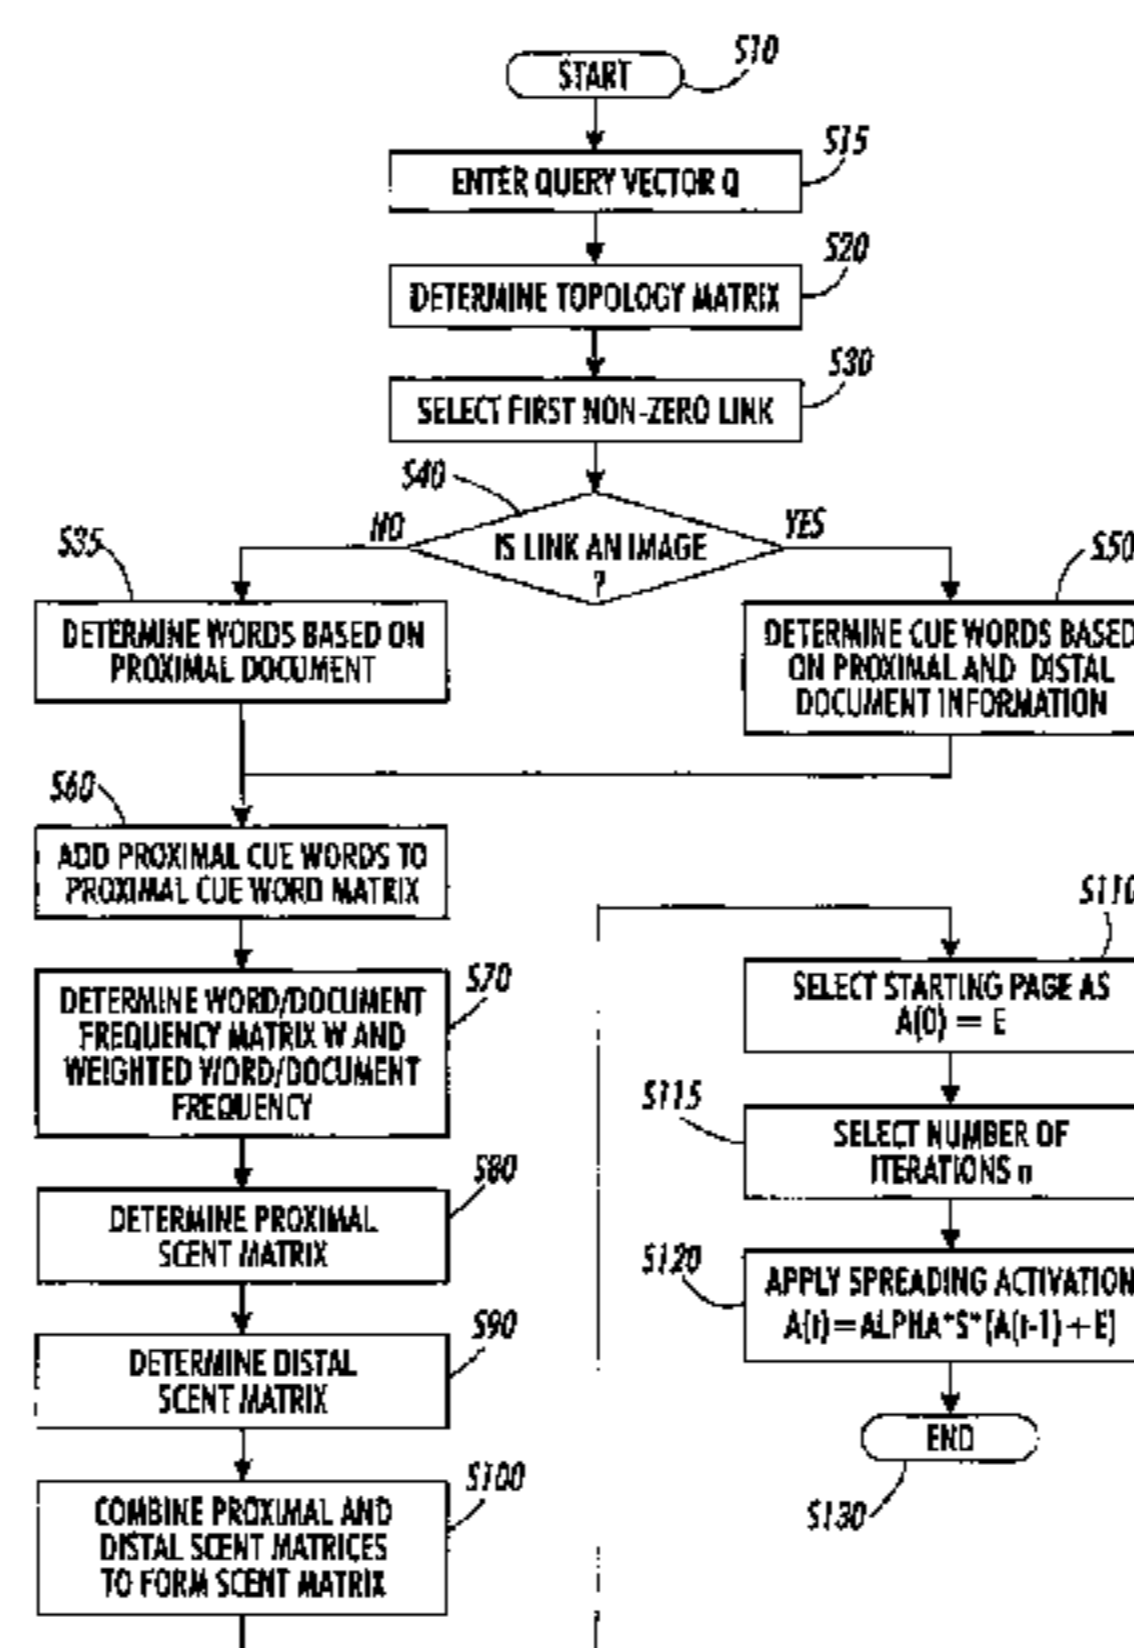 S10
START
S15
ENTER QUERY VECTOR Q
S20
DETERMINE TOPOLOGY MATRIX
S30
SELECT FIRST NON-ZERO LINK
S40
NO
YES
IS LINK AN IMAGE
?
S35
DETERMINE WORDS BASED ON
PROXIMAL DOCUMENT
S50
DETERMINE CUE WORDS BASED
ON PROXIMAL AND DISTAL
DOCUMENT INFORMATION
S60
ADD PROXIMAL CUE WORDS TO
PROXIMAL CUE WORD MATRIX
S70
DETERMINE WORD/DOCUMENT
FREQUENCY MATRIX W AND
WEIGHTED WORD/DOCUMENT
FREQUENCY
S80
DETERMINE PROXIMAL
SCENT MATRIX
S90
DETERMINE DISTAL
SCENT MATRIX
S100
COMBINE PROXIMAL AND
DISTAL SCENT MATRICES
TO FORM SCENT MATRIX
S110
SELECT STARTING PAGE AS
A(0) = E
S115
SELECT NUMBER OF
ITERATIONS n
S120
APPLY SPREADING ACTIVATION
A(t)=ALPHA*S*(A(t-1)+E)
END
S130